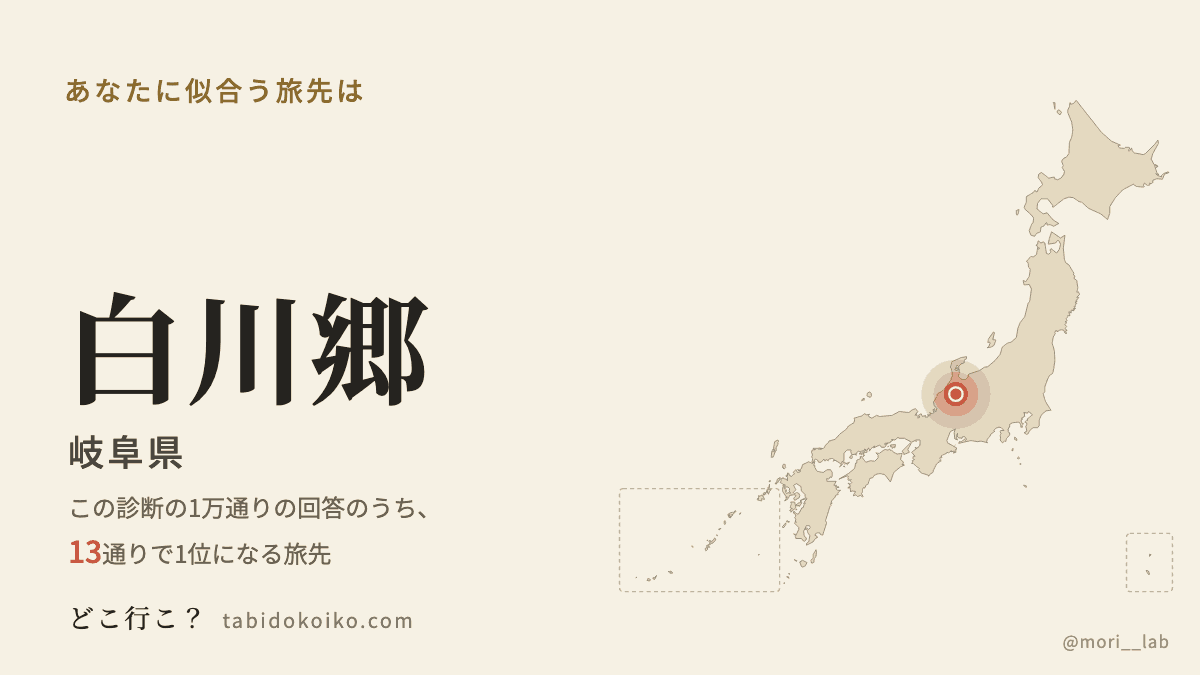 あなたに似合う旅先は
白川郷
岐阜県
この診断の1万通りの回答のうち、
13通りで1位になる旅先
どこ行こ？ tabidokoiko.com
@mori__lab